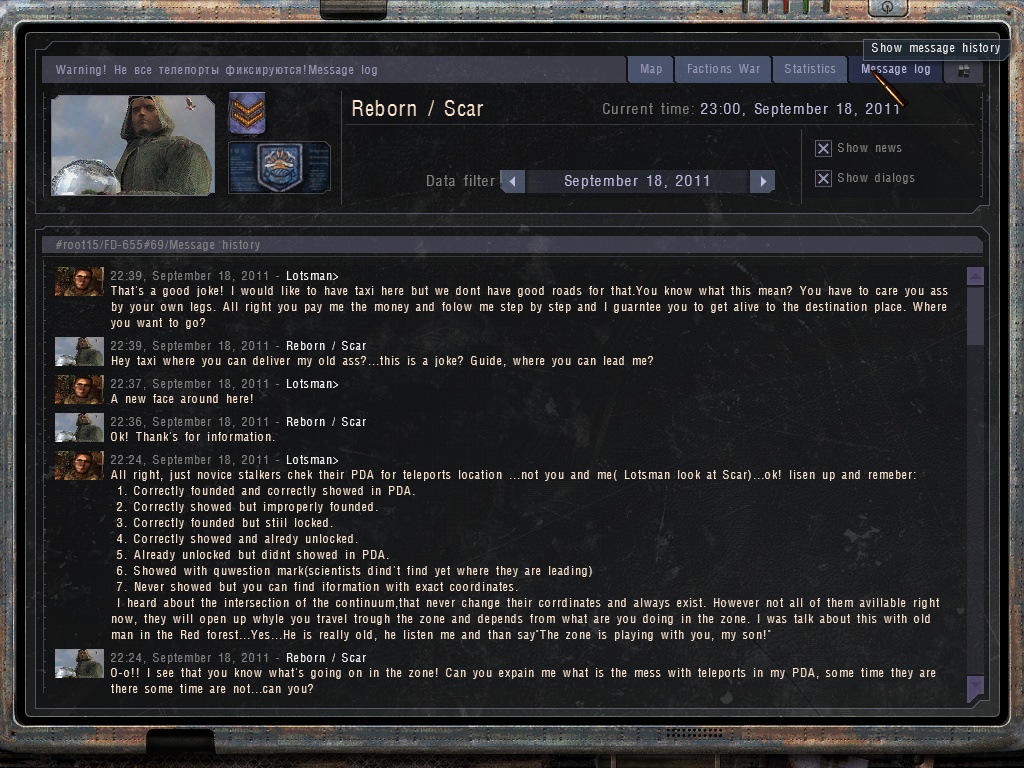 Show message history
Warning! Не все телепорты фиксируются!Message log
Map
Factions War
Statistics
Message log
Reborn / Scar
Current time: 23:00, September 18, 2011
Show news
Data filter
September 18, 2011
Show dialogs
#root15/FD-655#69/Message history
22:39, September 18, 2011 - Lotsman>
That's a good joke! I would like to have taxi here but we dont have good roads for that.You know what this mean? You have to care you ass
by your own legs. All right you pay me the money and folow me step by step and I guarntee you to get alive to the destination place. Where
you want to go?
22:39, September 18, 2011 - Reborn / Scar
Hey taxi where you can deliver my old ass?...this is a joke? Guide, where you can lead me?
22:37, September 18, 2011 - Lotsman>
A new face around here!
22:36, September 18, 2011 - Reborn / Scar
Ok! Thank's for information.
22:24, September 18, 2011 - Lotsman>
All right, just novice stalkers chek their PDA for teleports location ...not you and me( Lotsman look at Scar)...ok! lisen up and remeber:
1. Correctly founded and correctly showed in PDA.
2. Correctly showed but improperly founded.
3. Correctly founded but stiil locked.
4. Correctly showed and alredy unlocked.
5. Already unlocked but didnt showed in PDA.
6. Showed with quwestion mark(scientists dind't find yet where they are leading)
7. Never showed but you can find iformation with exact coordinates.
I heard about the intersection of the continuum,that never change their corrdinates and always exist. However not all of them avillable right
now, they will open up whyle you travel trough the zone and depends from what are you doing in the zone. I was talk about this with old
man in the Red forest...Yes...He is really old, he listen me and than say"The zone is playing with you, my son!"
22:24, September 18, 2011 - Reborn / Scar
O-o!! I see that you know what's going on in the zone! Can you expain me what is the mess with teleports in my PDA, some time they are
there some time are not...can you?